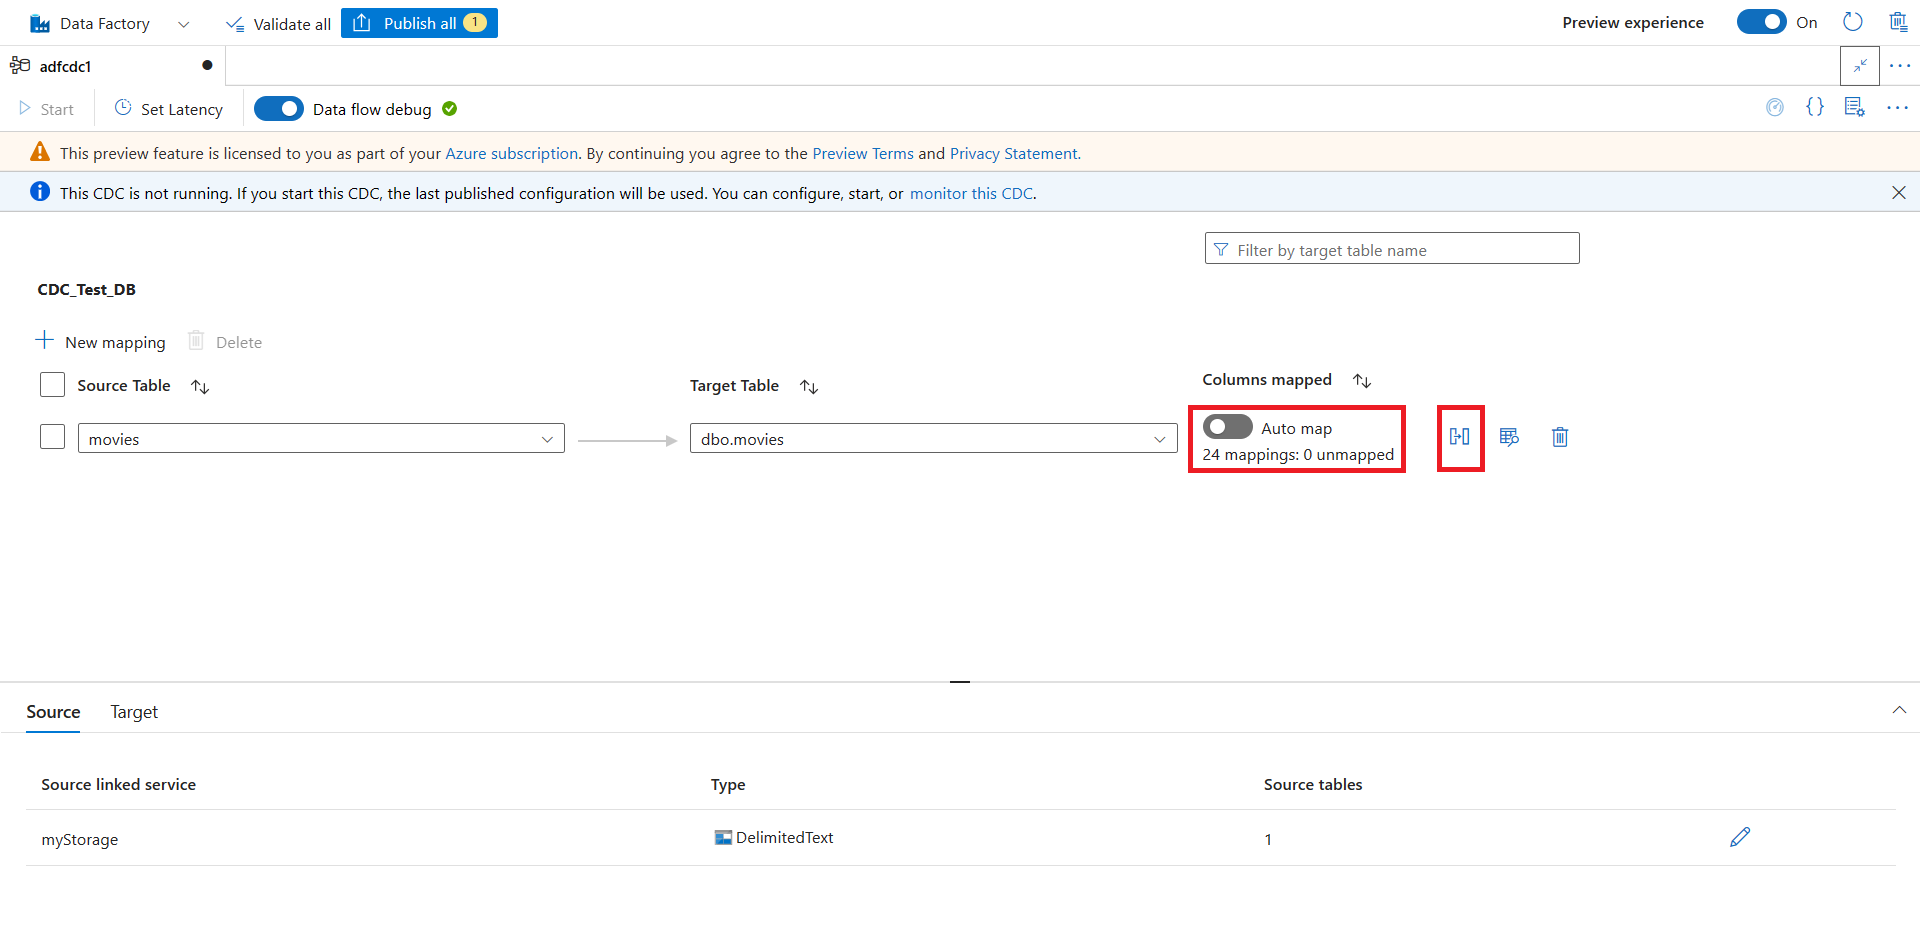 Data Factory
Validate all
Publish all 1
Preview experience
On
adfcdc1
Start
Set Latency
Data flow debug
This preview feature is licensed to you as part of your Azure subscription. By continuing you agree to the Preview Terms and Privacy Statement.
This CDC is not running. If you start this CDC, the last published configuration will be used. You can configure, start, or monitor this CDC.
Filter by target table name
CDC_Test_DB
New mapping
Delete
Source Table
Target Table
Columns mapped
movies
dbo.movies
Auto map
24 mappings: 0 unmapped
Source
Target
Source linked service
Type
Source tables
myStorage
DelimitedText
1